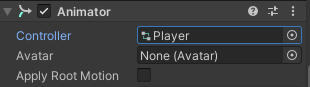 Animator
Controller Player
Avatar None (Avatar)
Apply Root Motion